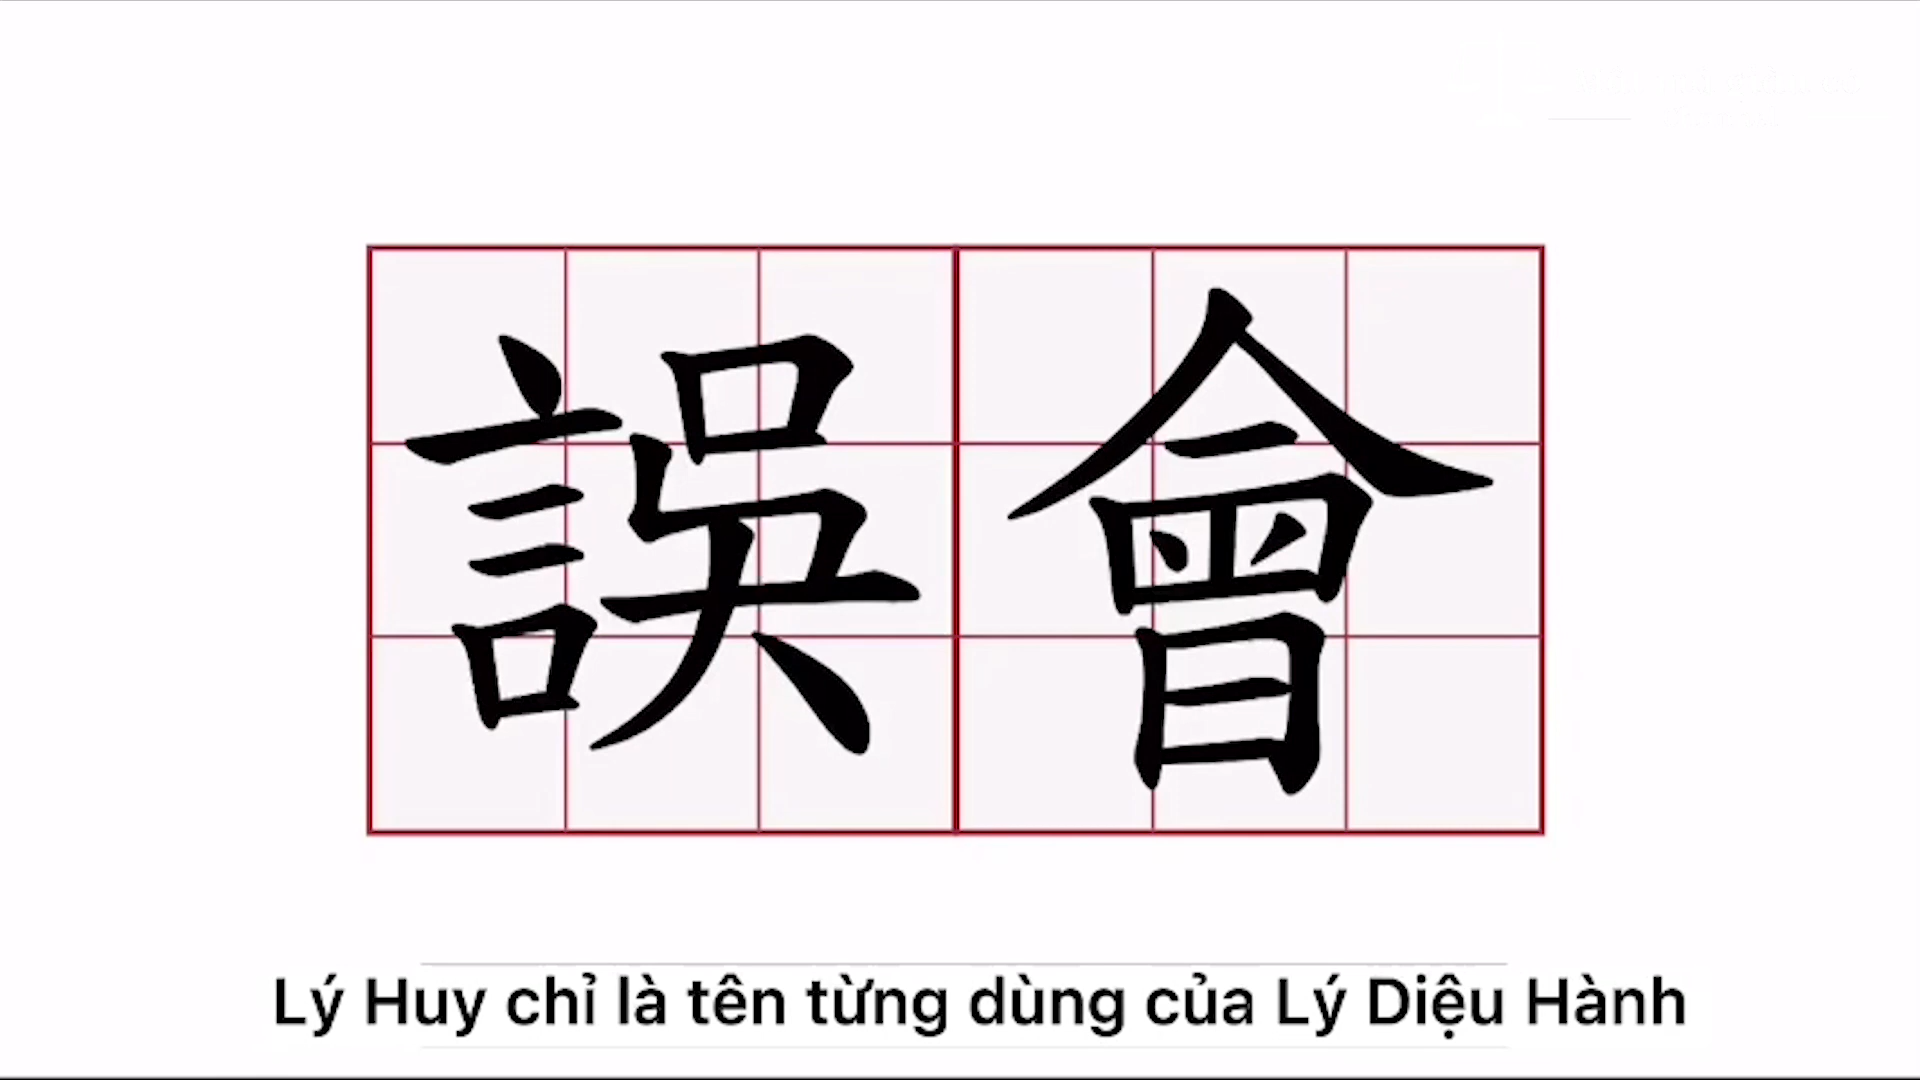 誤會
Lý Huy chỉ là tên từng dùng của Lý Diệu Hành